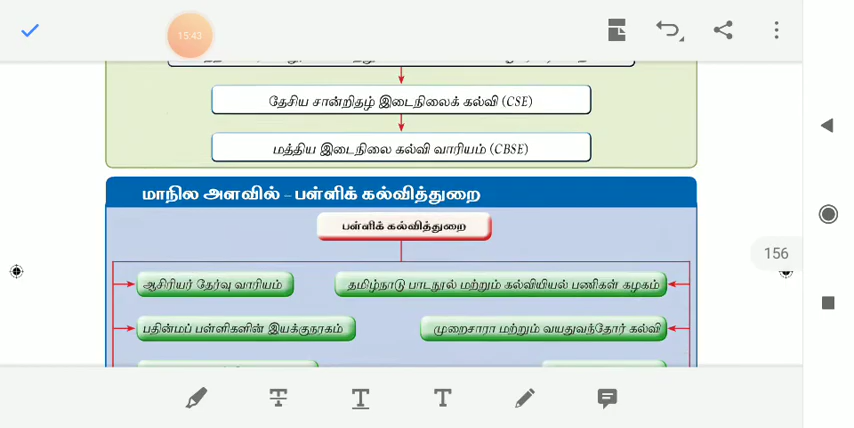 15:43
தேசிய சான்றிதழ் இடைநிலைக் கல்வி (CSE)
மத்திய இடைநிலை கல்வி வாரியம் (CBSE)
மாநில அளவில் – பள்ளிக் கல்வித்துறை
பள்ளிக் கல்வித்துறை
156
ஆசிரியர் தேர்வு வாரியம்
தமிழ்நாடு பாடநூல் மற்றும் கல்வியியல் பணிகள் கழகம்
பதின்மப் பள்ளிகளின் இயக்குநரகம்
முறைசாரா மற்றும் வயதுவந்தோர் கல்வி
T T T